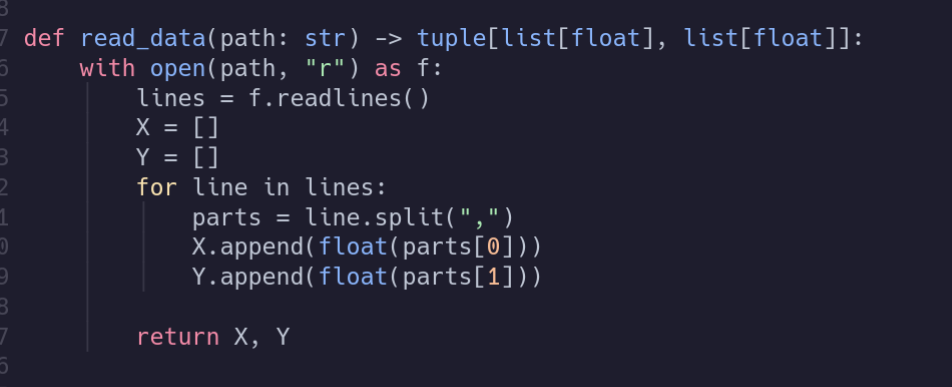 8
7 def read_data(path: str) -> tuple[list[float], list[float]]:
6     with open(path, "r") as f:
5         lines = f.readlines()
4         X = []
3         Y = []
2         for line in lines:
1             parts = line.split(",")
0             X.append(float(parts[0]))
9             Y.append(float(parts[1]))
8
7         return X, Y
6